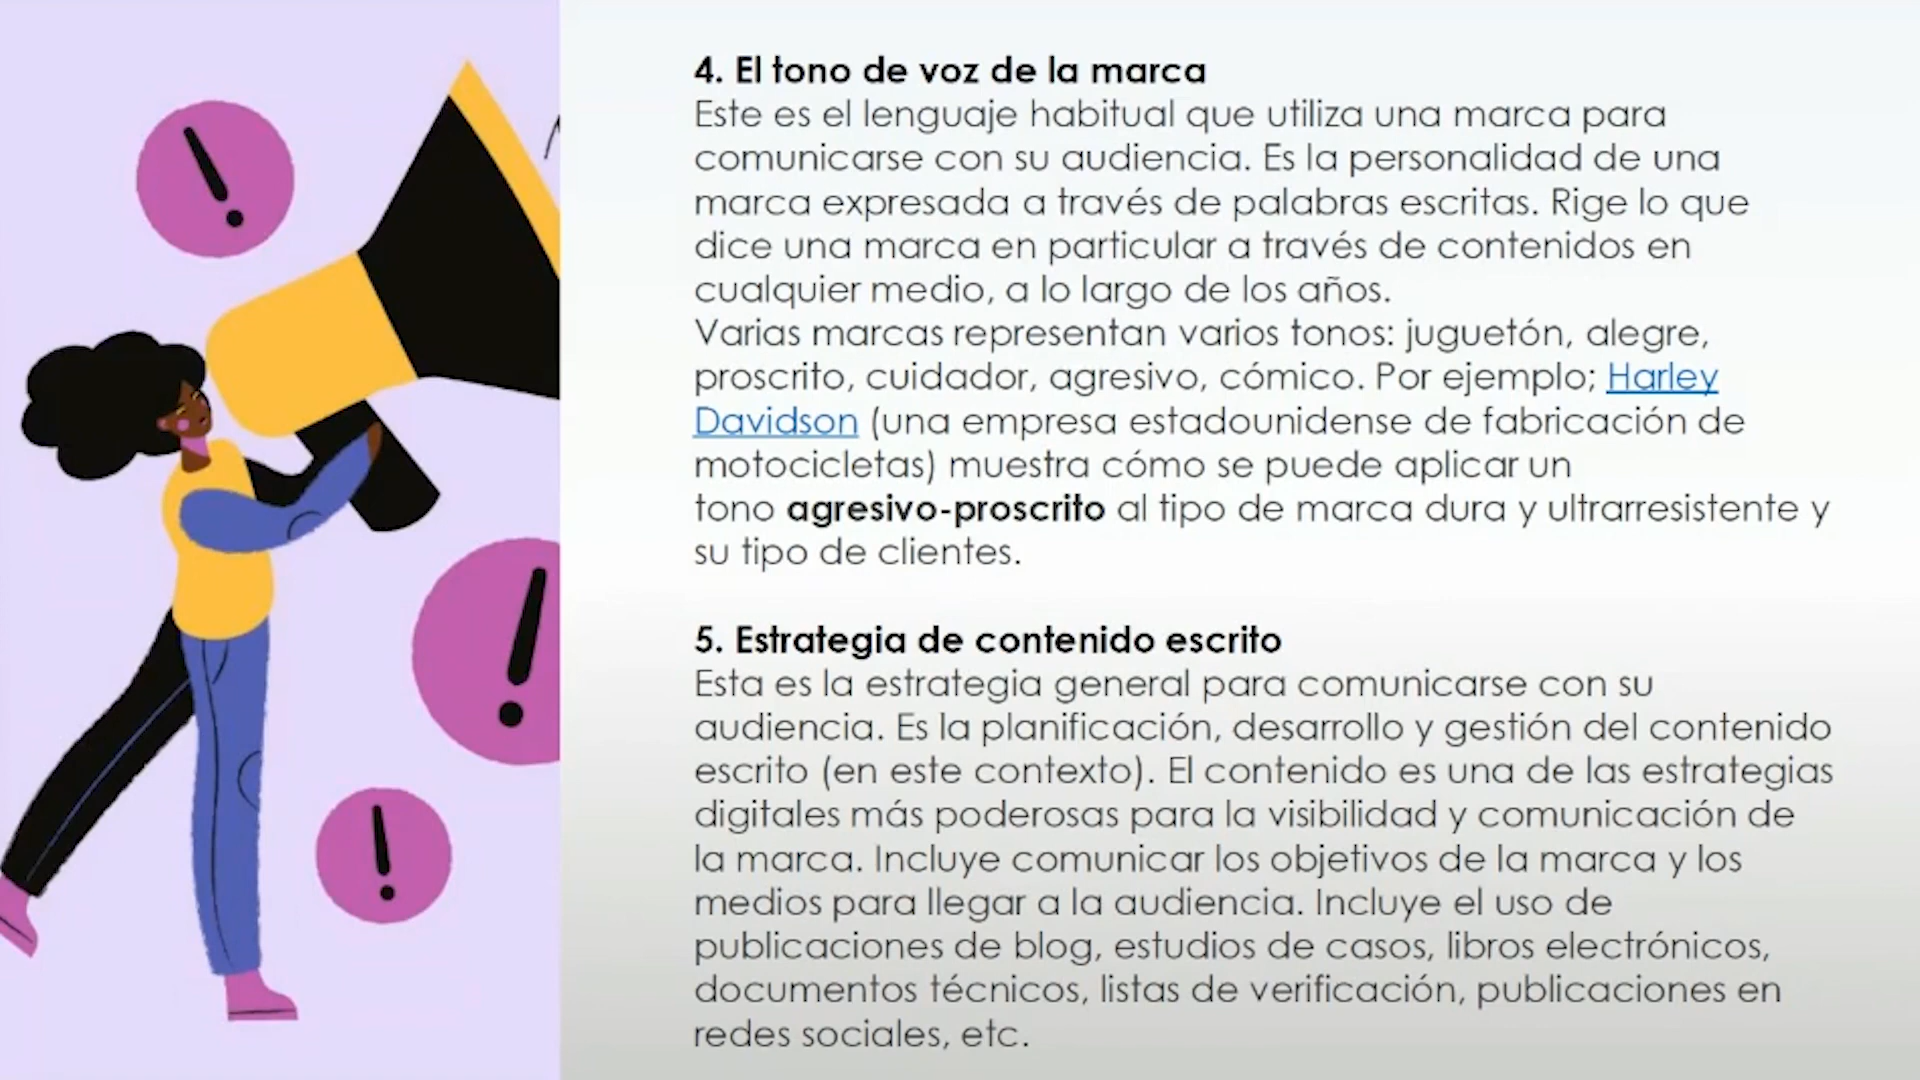 4. El tono de voz de la marca
Este es el lenguaje habitual que utiliza una marca para
comunicarse con su audiencia. Es la personalidad de una
marca expresada a través de palabras escritas. Rige lo que
dice una marca en particular a través de contenidos en
cualquier medio, a lo largo de los años.
Varias marcas representan varios tonos: juguetón, alegre,
proscrito, cuidador, agresivo, cómico. Por ejemplo; Harley
Davidson (una empresa estadounidense de fabricación de
motocicletas) muestra cómo se puede aplicar un
tono agresivo-proscrito al tipo de marca dura y ultrarresistente y
su tipo de clientes.
5. Estrategia de contenido escrito
Esta es la estrategia general para comunicarse con su
audiencia. Es la planificación, desarrollo y gestión del contenido
escrito (en este contexto). El contenido es una de las estrategias
digitales más poderosas para la visibilidad y comunicación de
la marca. Incluye comunicar los objetivos de la marca y los
medios para llegar a la audiencia. Incluye el uso de
publicaciones de blog, estudios de casos, libros electrónicos,
documentos técnicos, listas de verificación, publicaciones en
redes sociales, etc.